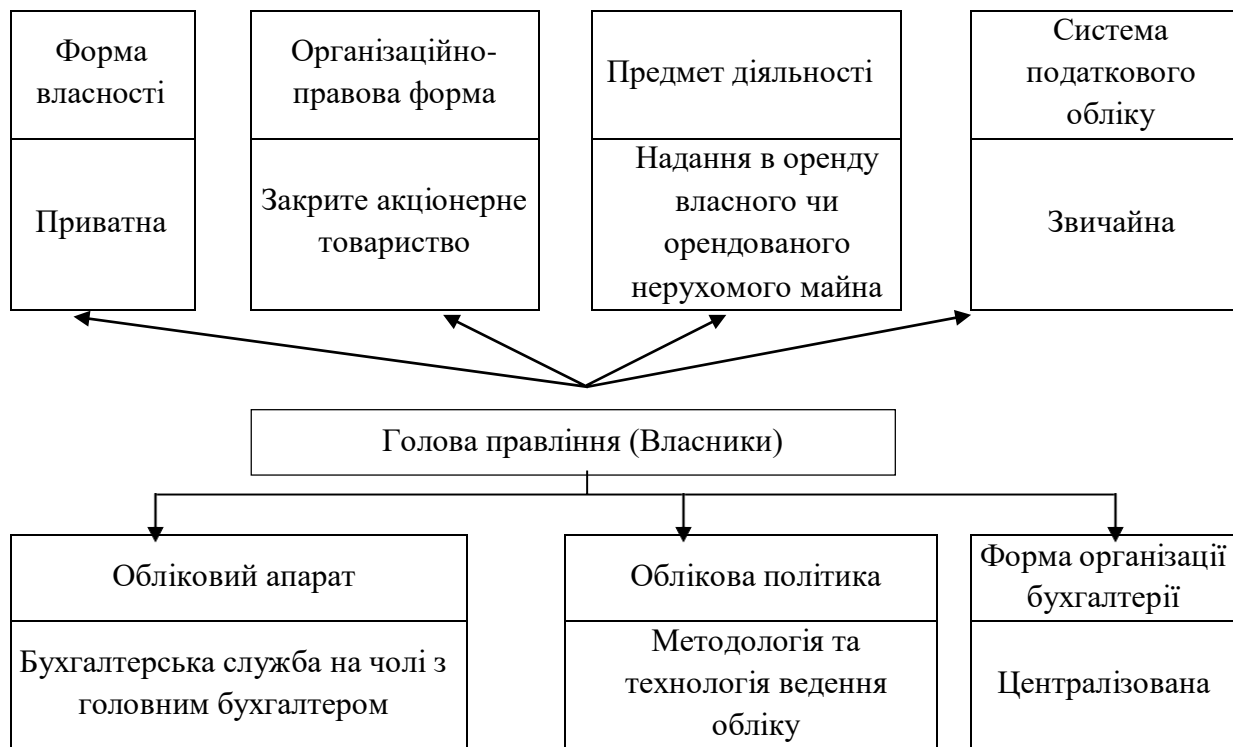 Форма
власності
Організаційно-
правова форма
Предмет діяльності
Система
податкового
обліку
Приватна
Закрите акціонерне
товариство
Надання в оренду
власного чи
орендованого
нерухомого майна
Звичайна
Голова правління (Власники)
Обліковий апарат
Облікова політика
Форма організації
бухгалтерії
Бухгалтерська служба на чолі з
головним бухгалтером
Методологія та
технологія ведення
обліку
Централізована